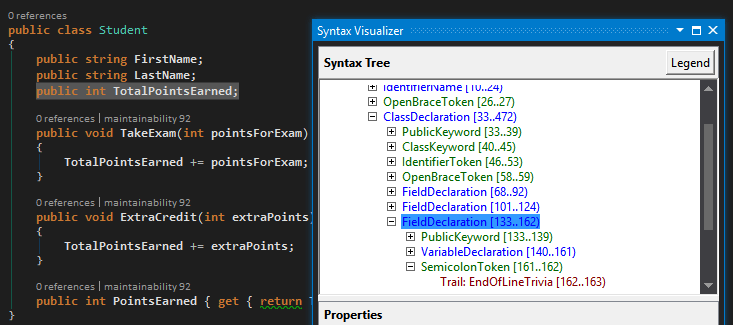 0 references
public class Student
{
public string FirstName;
public string LastName;
public int TotalPointsEarned;
0 references | maintainability 92
public void TakeExam(int pointsForExam)
{
TotalPointsEarned += pointsForExam;
}
0 references | maintainability 92
public void ExtraCredit(int extraPoints)
{
TotalPointsEarned += extraPoints;
}
0 references | maintainability 92
public int PointsEarned { get { return
}
Syntax Visualizer
Syntax Tree
Legend
IdentifierName [10..24)
OpenBraceToken [26..27)
ClassDeclaration [33..472)
PublicKeyword [33..39)
ClassKeyword [40..45)
IdentifierToken [46..53)
OpenBraceToken [58..59)
FieldDeclaration [68..92)
FieldDeclaration [101..124)
FieldDeclaration [133..162)
PublicKeyword [133..139)
VariableDeclaration [140..161)
SemicolonToken [161..162)
Trail: EndOfLineTrivia [162..163)
Properties